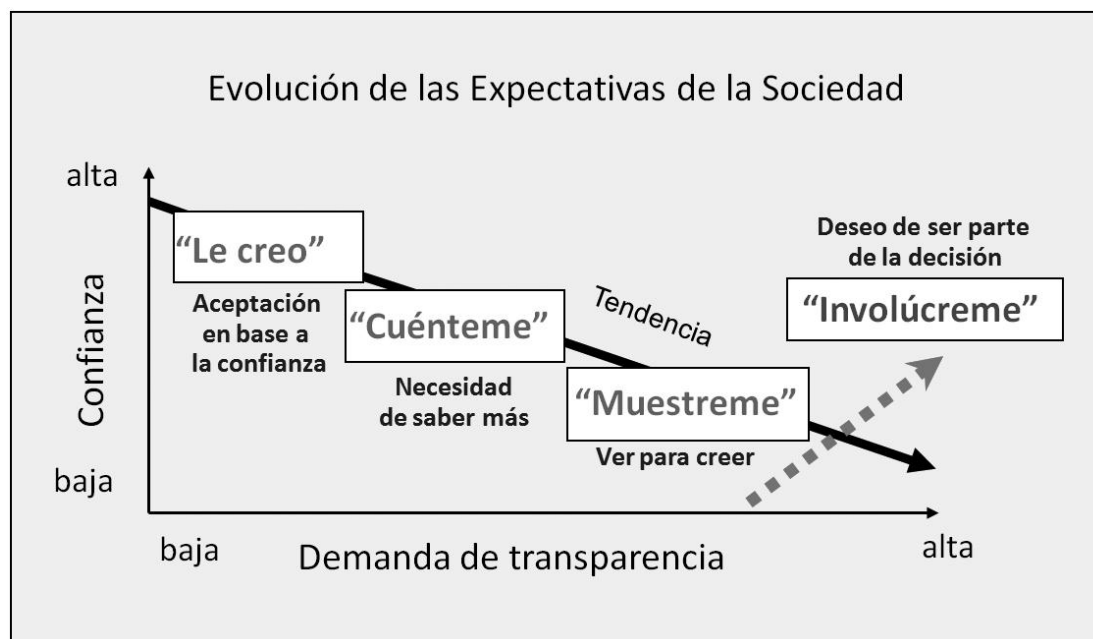 Evolución de las Expectativas de la Sociedad
alta
Confianza
baja
“Le creo”
Aceptación
en base a
la confianza
“Cuénteme”
Necesidad
de saber más
Tendencia
“Muestreme”
Ver para creer
Deseo de ser parte
de la decisión
“Involúcreme”
baja
Demanda de transparencia
alta